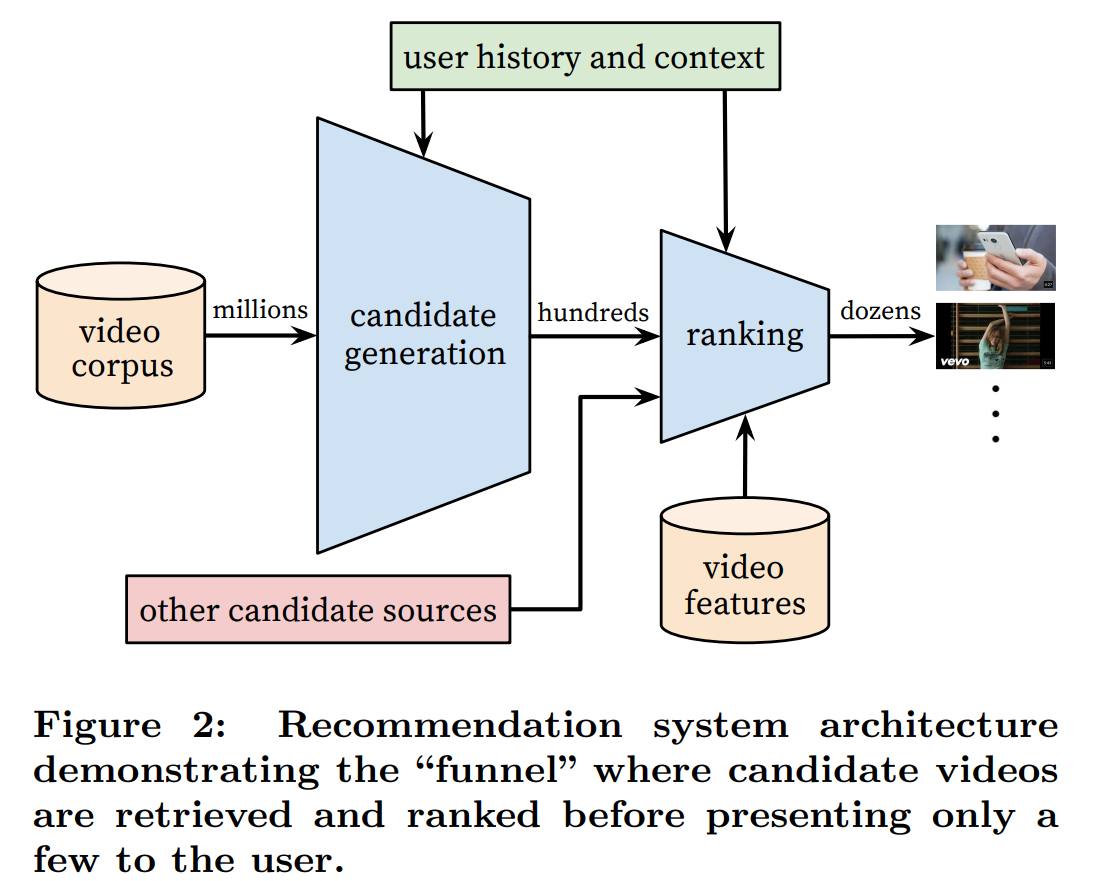 user history and context
video
corpus
millions
candidate
generation
hundreds
ranking
dozens
vevo
other candidate sources
video
features
Figure 2: Recommendation system architecture
demonstrating the “funnel” where candidate videos
are retrieved and ranked before presenting only a
few to the user.